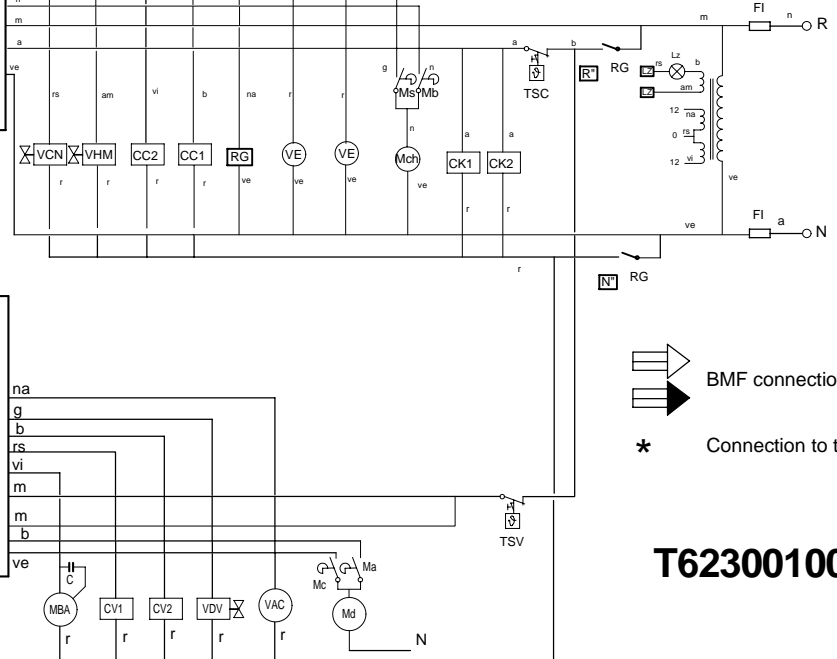 n
m
a
ve
m
FI
n
R
rs
am
vi
b
na
r
r
g
n
Ms
Mb
n
a
a
a
b
TSC
R"
RG
LZ
rs
Lz
b
LZ
am
12
na
0
rs
12
vi
ve
VCN
VHM
CC2
CC1
RG
VE
VE
Mch
CK1
CK2
r
r
r
r
ve
ve
ve
ve
r
r
ve
FI
a
N
r
N"
RG
na
g
b
rs
vi
m
m
b
ve
BMF connectio
* Connection to t
TSV
T62300100
C
Mc
Ma
MBA
CV1
CV2
VDV
VAC
Md
r
r
r
r
r
N